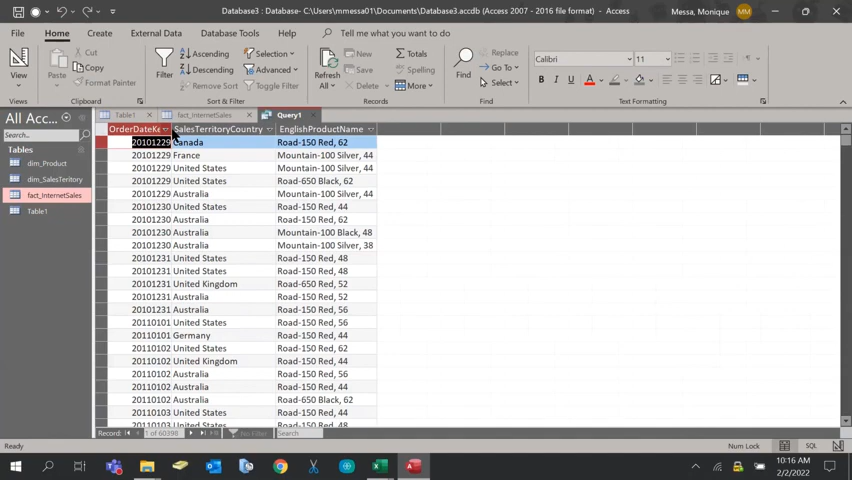 Database3 : Database- C:\Users\mmessa01\Documents\Database3.accdb (Access 2007 - 2016 file format) - Access
Messa, Monique
MM
File
Home
Create
External Data
Database Tools
Help
Tell me what you want to do
View
Views
Paste
Cut
Copy
Format Painter
Clipboard
Filter
Ascending
Descending
Remove Sort
Selection
Advanced
Toggle Filter
Sort & Filter
Refresh
All
New
Save
Delete
Totals
Spelling
More
Records
Find
Replace
Go To
Select
Find
Calibri
11
B
I
U
A
Text Formatting
All Acc...
Search...
Tables
dim_Product
dim_SalesTeritory
fact_InternetSales
Table1
Table1
fact_InternetSales
Query1
OrderDateKe SalesTerritoryCountry EnglishProductName
20101229 Canada Road-150 Red, 62
20101229 France Mountain-100 Silver, 44
20101229 United States Mountain-100 Silver, 44
20101229 United States Road-650 Black, 62
20101229 Australia Mountain-100 Silver, 44
20101230 United States Road-150 Red, 44
20101230 Australia Road-150 Red, 62
20101230 Australia Mountain-100 Black, 48
20101230 Australia Mountain-100 Silver, 38
20101231 United States Road-150 Red, 48
20101231 United States Road-150 Red, 48
20101231 United Kingdom Road-650 Red, 52
20101231 Australia Road-150 Red, 52
20101231 Australia Road-150 Red, 56
20110101 United States Road-150 Red, 56
20110101 Germany Road-150 Red, 44
20110102 United States Road-150 Red, 62
20110102 United Kingdom Road-150 Red, 44
20110102 Australia Road-150 Red, 56
20110102 Australia Road-150 Red, 44
20110102 Australia Road-650 Black, 62
20110103 United States Road-150 Red, 44
20110103 United States Road-150 Red, 48
Record: 1 of 60398 No Filter Search
Ready
Num Lock
SQL
10:16 AM
2/2/2022